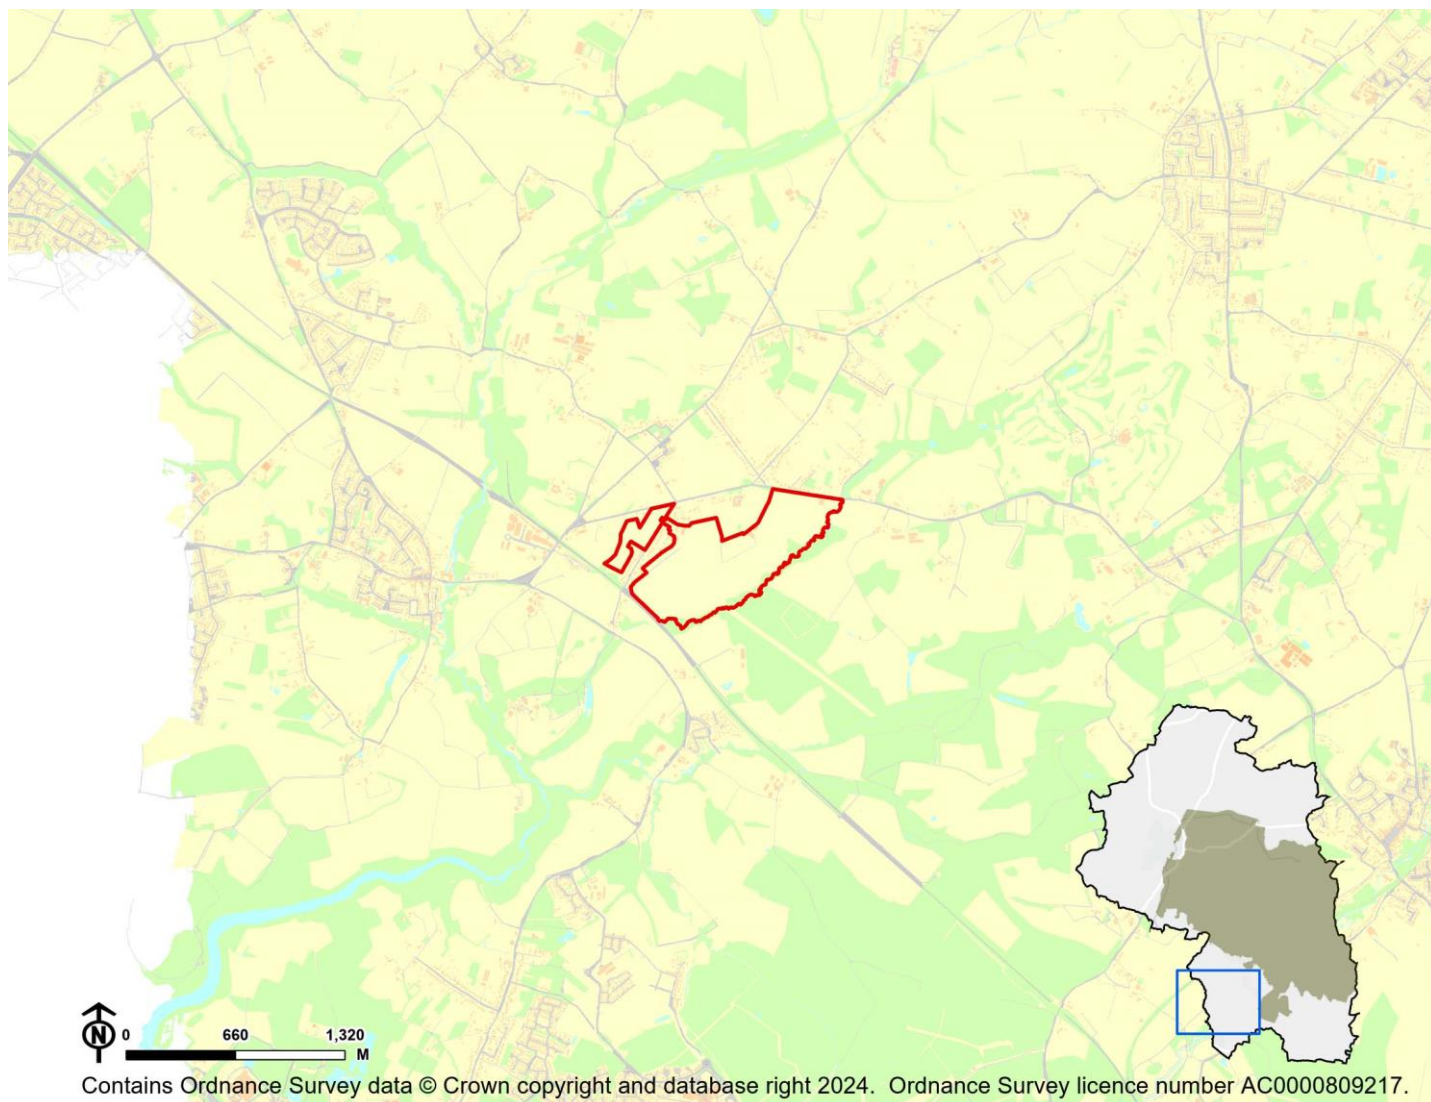 N
0 660 1,320
M
Contains Ordnance Survey data © Crown copyright and database right 2024. Ordnance Survey licence number AC0000809217.